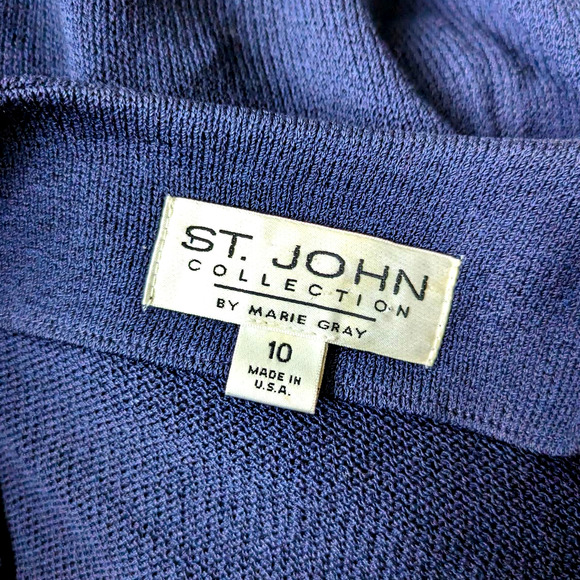 ST. JOHN
COLLECTION
BY MARIE GRAY
10
MADE IN
U.S.A.